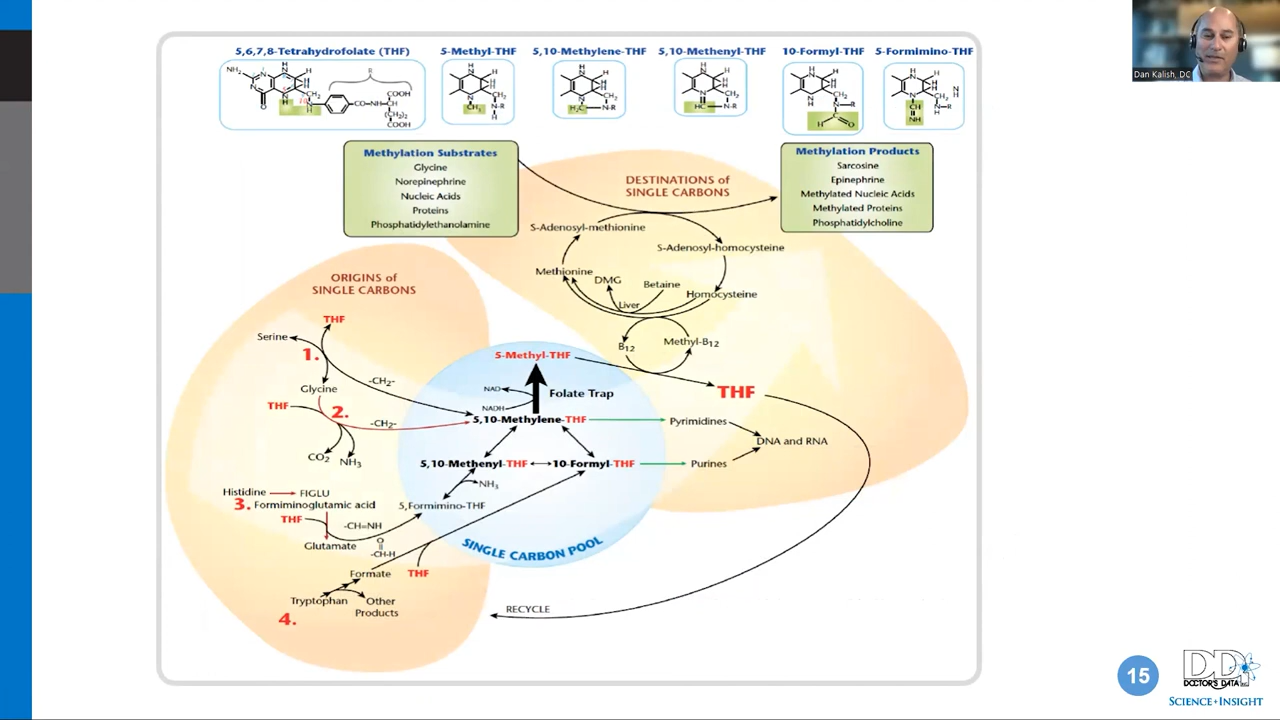 5,6,7,8-Tetrahydrofolate (THF)
5-Methyl-THF
5,10-Methylene-THF
5,10-Methenyl-THF
10-Formyl-THF
5-Formimino-THF
Dan Kalish, DC
Methylation Substrates
Glycine
Norepinephrine
Nucleic Acids
Proteins
Phosphatidylethanolamine
Methylation Products
Sarcosine
Epinephrine
Methylated Nucleic Acids
Methylated Proteins
Phosphatidylcholine
DESTINATIONS of
SINGLE CARBONS
S-Adenosyl-methionine
S-Adenosyl-homocysteine
Methionine
DMG
Betaine
Homocysteine
Liver
B12
Methyl-B12
ORIGINS of
SINGLE CARBONS
THF
Serine
1.
Glycine
-CH2-
THF
2.
-CH2-
CO2
NH3
5-Methyl-THF
NAD
NADH
Folate Trap
THF
5,10-Methylene-THF
Pyrimidines
DNA and RNA
5,10-Methenyl-THF
10-Formyl-THF
Purines
NH3
5,Formimino-THF
Histidine
FIGLU
3. Formiminoglutamic acid
THF
-CH=NH
Glutamate
O
-CH-H
SINGLE CARBON POOL
Formate
THF
Tryptophan
Other
Products
4.
RECYCLE
15
DDI
DOCTOR'S DATA
SCIENCE + INSIGHT